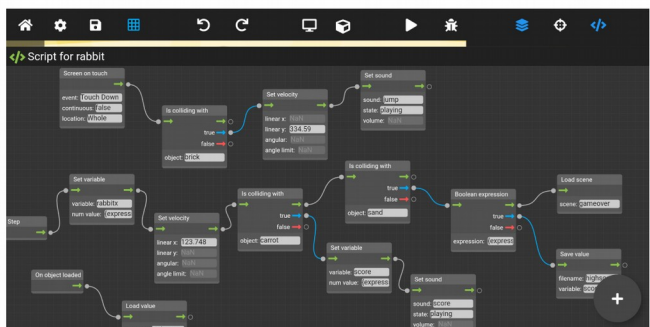 </> Script for rabbit
Screen on touch
event: Touch Down
continuous: false
location: Whole
Is colliding with
true
false
object: brick
Set velocity
linear x: NaN
linear y: 334.59
angular: NaN
angle limit: NaN
Set sound
sound: jump
state: playing
volume: NaN
Step
Set variable
variable: rabbitx
num value: (express
Set velocity
linear x: 123.748
linear y: NaN
angular: NaN
angle limit: NaN
Is colliding with
true
false
object: carrot
Is colliding with
true
false
object: sand
Boolean expression
true
false
expression: (express
Load scene
scene: gameover
Set variable
variable: score
num value: (express
Set sound
sound: score
state: playing
volume: NaN
Save value
filename:
variable:
On object loaded
Load value